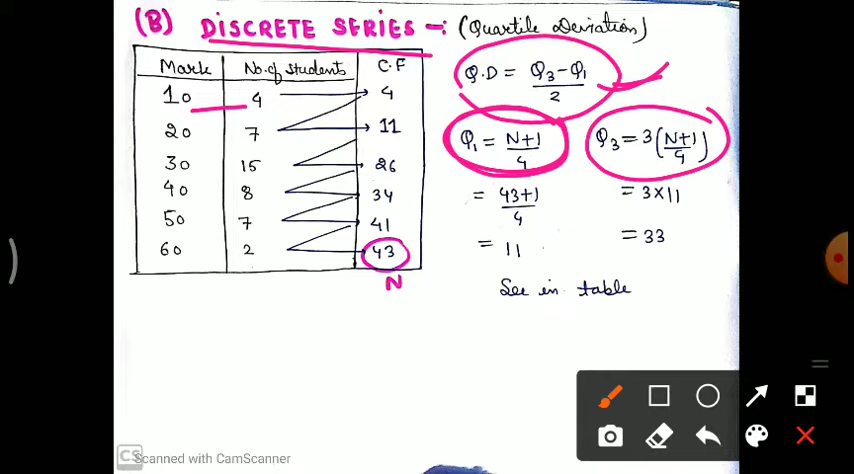 (B) DISCRETE SERIES -: (Quartile Deviation)
Mark No. of students C.F
10 4 4
20 7 11
30 15 26
40 8 34
50 7 41
60 2 43
N
Q.D = Q3-Q1/2
Q1 = N+1/4
= 43+1/4
= 11
Q3 = 3(N+1/4)
= 3×11
= 33
See in table
CS Scanned with CamScanner